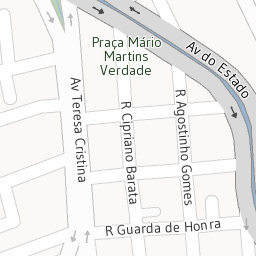 Praça Mário
Martins
Verdade
Av do Estado
Av Teresa Cristina
R Cipriano Barata
R Agostinho Gomes
R Guarda de Honra